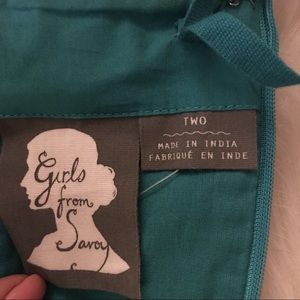 Girls
from
Savoy
TWO
MADE IN INDIA
FABRIQUÉ EN INDE